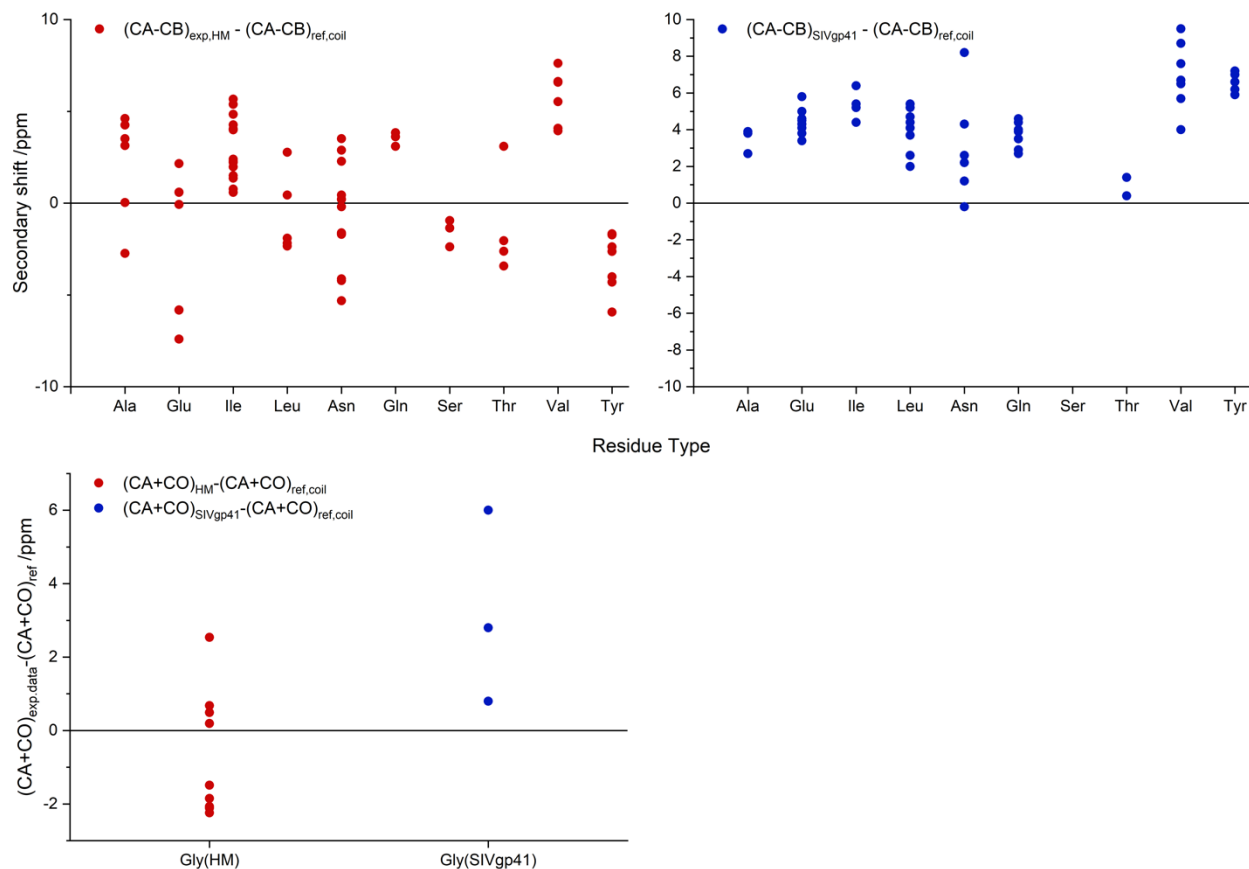 (CA-CB)exp,HM - (CA-CB)ref,coil
10
0
-10
Secondary shift /ppm
Ala Glu Ile Leu Asn Gln Ser Thr Val Tyr
(CA-CB)SIVgp41 - (CA-CB)ref,coil
10
8
6
4
2
0
-2
-4
-6
-8
-10
Ala Glu Ile Leu Asn Gln Ser Thr Val Tyr
Residue Type
(CA+CO)HM-(CA+CO)ref,coil
(CA+CO)SIVgp41-(CA+CO)ref,coil
6
4
2
0
-2
(CA+CO)exp.data-(CA+CO)ref /ppm
Gly(HM) Gly(SIVgp41)